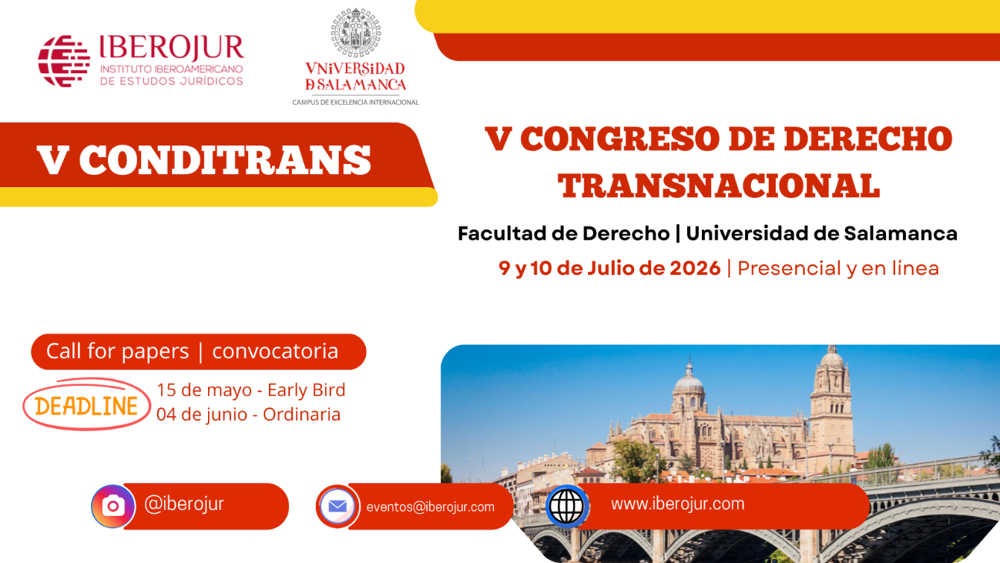 IBEROJUR
INSTITUTO IBEROAMERICANO
DE ESTUDOS JURÍDICOS
VNiVERSiDAD
D SALAMANCA
CAMPUS DE EXCELENCIA INTERNACIONAL
V CONDITRANS
V CONGRESO DE DERECHO
TRANSNACIONAL
Facultad de Derecho | Universidad de Salamanca
9 y 10 de Julio de 2026 | Presencial y en línea
Call for papers | convocatoria
DEADLINE
15 de mayo - Early Bird
04 de junio - Ordinaria
@iberojur
eventos@iberojur.com
www.iberojur.com